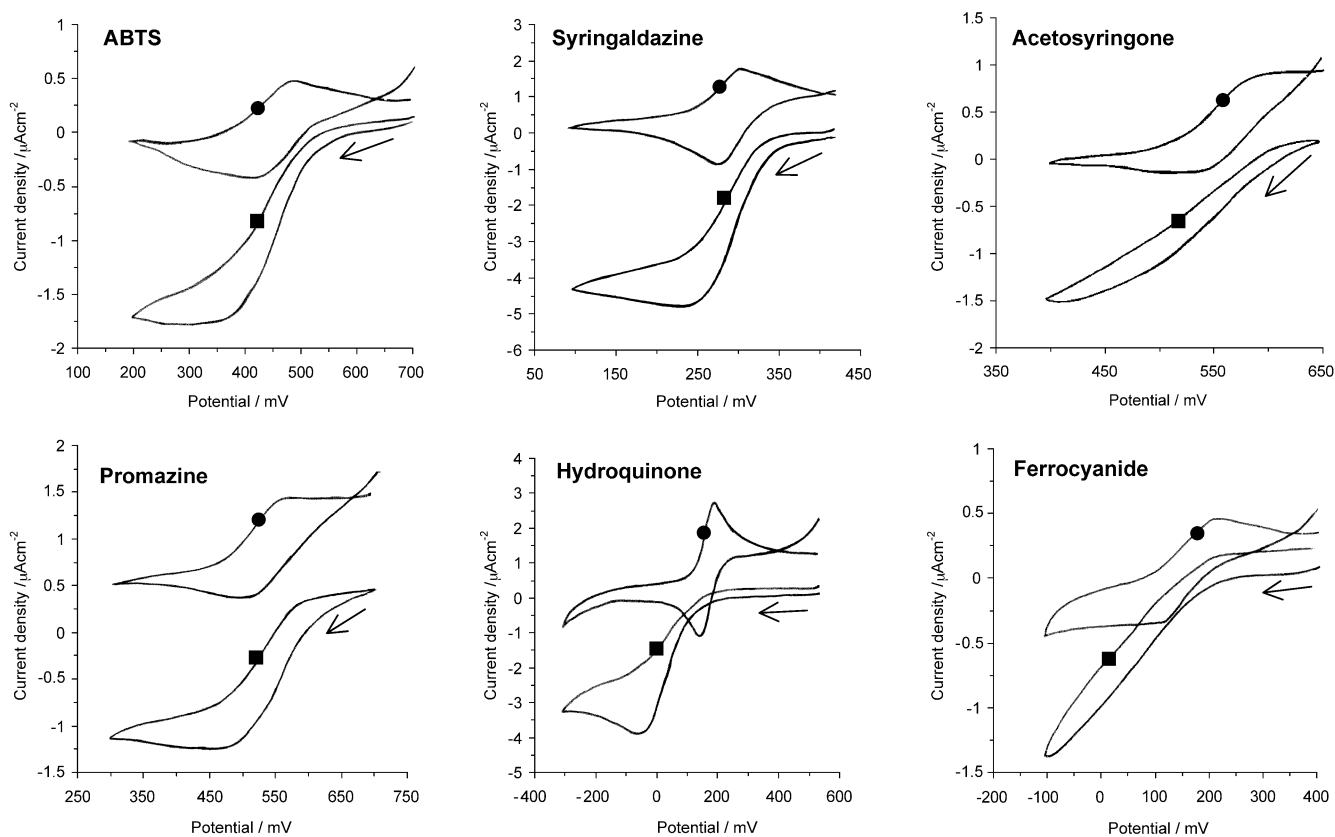 ABTS
Current density /μAcm-2
1
0.5
0
-0.5
-1
-1.5
-2
100 200 300 400 500 600 700
Potential / mV
Syringaldazine
Current density /μAcm-2
3
2
1
0
-1
-2
-3
-4
-5
-6
50 150 250 350 450
Potential / mV
Acetosyringone
Current density /μAcm-2
1.5
1
0.5
0
-0.5
-1
-1.5
-2
350 450 550 650
Potential / mV
Promazine
Current density /μAcm-2
2
1.5
1
0.5
0
-0.5
-1
-1.5
250 350 450 550 650 750
Potential / mV
Hydroquinone
Current density /μAcm-2
4
3
2
1
0
-1
-2
-3
-4
-5
-400 -200 0 200 400 600
Potential / mV
Ferrocyanide
Current density /μAcm-2
1
0.5
0
-0.5
-1
-1.5
-200 -100 0 100 200 300 400
Potential / mV